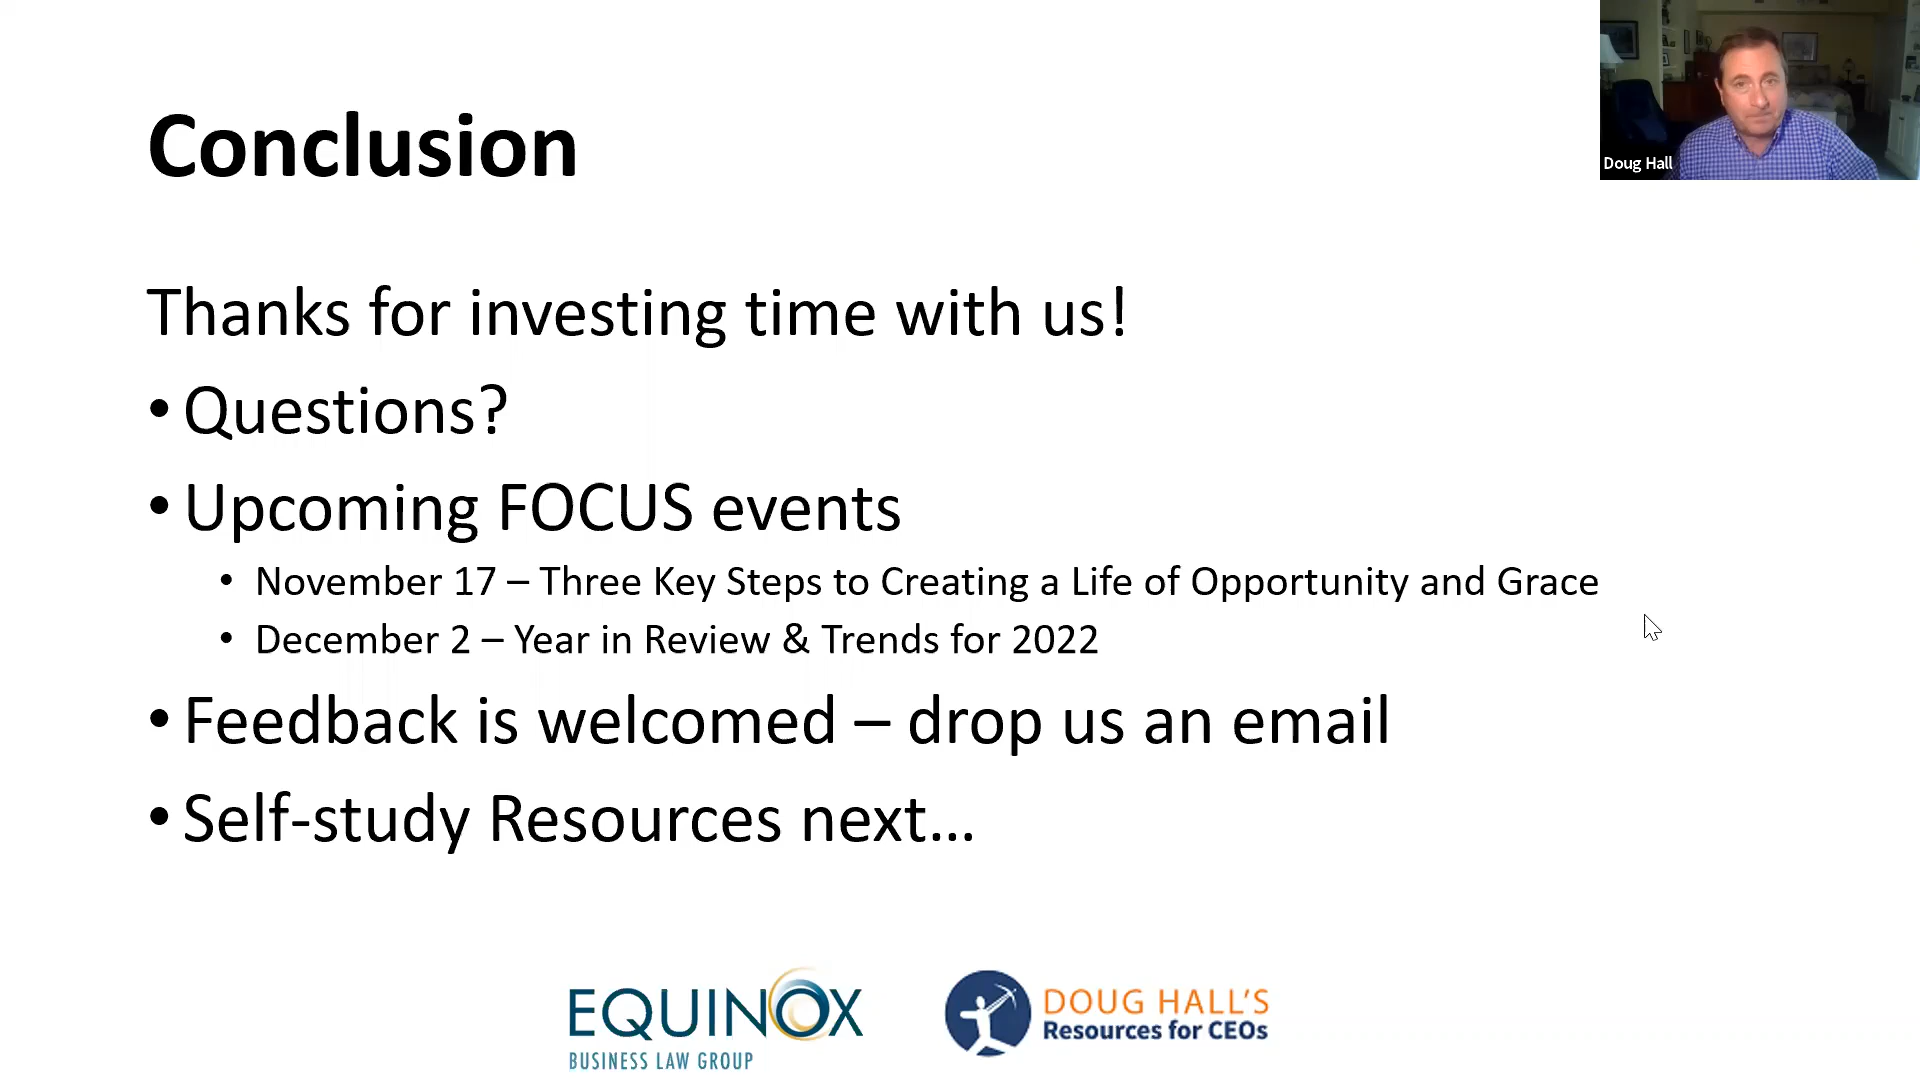 Conclusion
Doug Hall
Thanks for investing time with us!
• Questions?
• Upcoming FOCUS events
• November 17 – Three Key Steps to Creating a Life of Opportunity and Grace
• December 2 – Year in Review & Trends for 2022
• Feedback is welcomed – drop us an email
• Self-study Resources next…
EQUINOX
BUSINESS LAW GROUP
DOUG HALL'S
Resources for CEOs